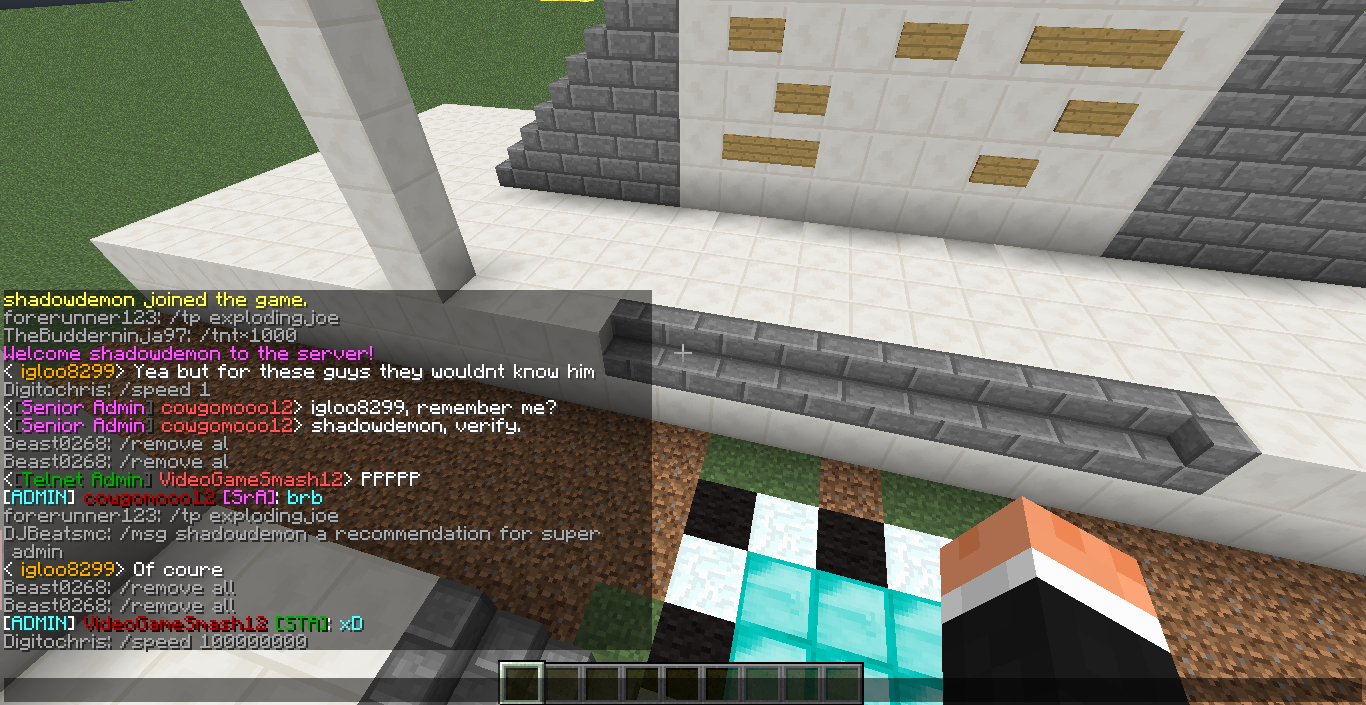 shadowdemon joined the game.
forerunner123: /tp explodingjoe
TheBudderninja97: /tnt×1000
Welcome shadowdemon to the server!
< igloo8299> Yea but for these guys they wouldnt know him
Digitochris: /speed 1
<[Senior Admin] cowgomooo12> igloo8299, remember me?
<[Senior Admin] cowgomooo12> shadowdemon, verify.
Beast0268: /remove al
Beast0268: /remove al
<[Telnet Admin] VideoGameSmash12> PPPPP
[ADMIN] cowgomooo12 [SrA]: brb
forerunner123: /tp explodingjoe
DJBeatsmc: /msg shadowdemon a recommendation for super
admin
< igloo8299> Of coure
Beast0268: /remove all
Beast0268: /remove all
[ADMIN] VideoGameSmash12 [STA]: xD
Digitochris: /speed 100000000